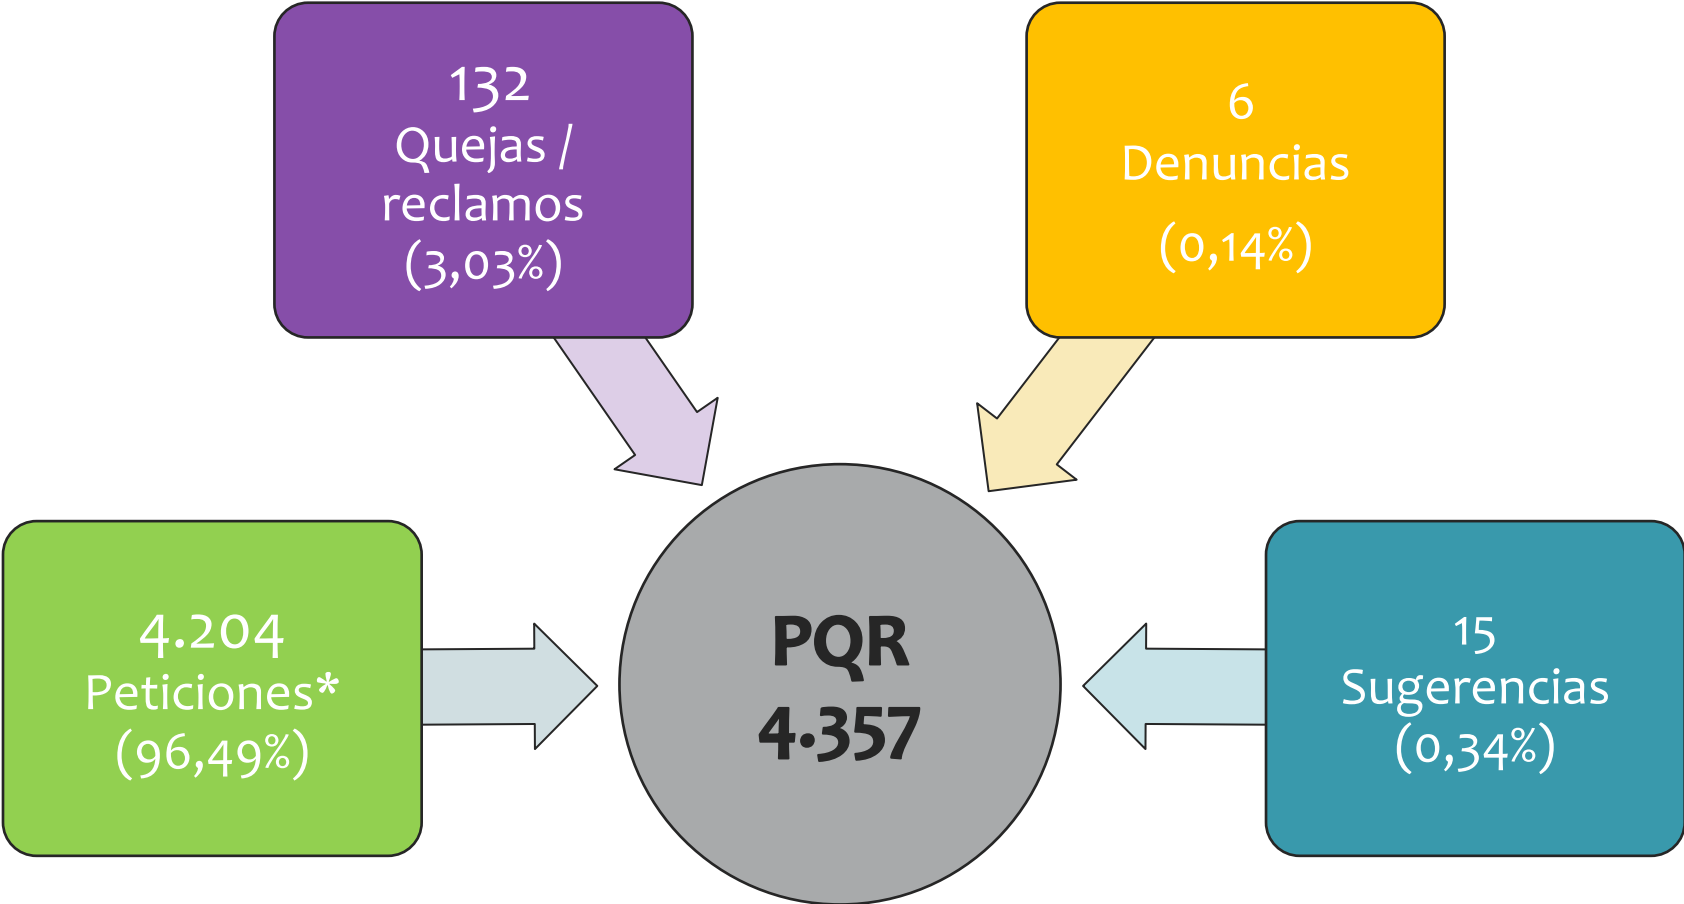 132
Quejas /
reclamos
(3,03%)
6
Denuncias
(0,14%)
4.204
Peticiones*
(96,49%)
PQR
4.357
15
Sugerencias
(0,34%)